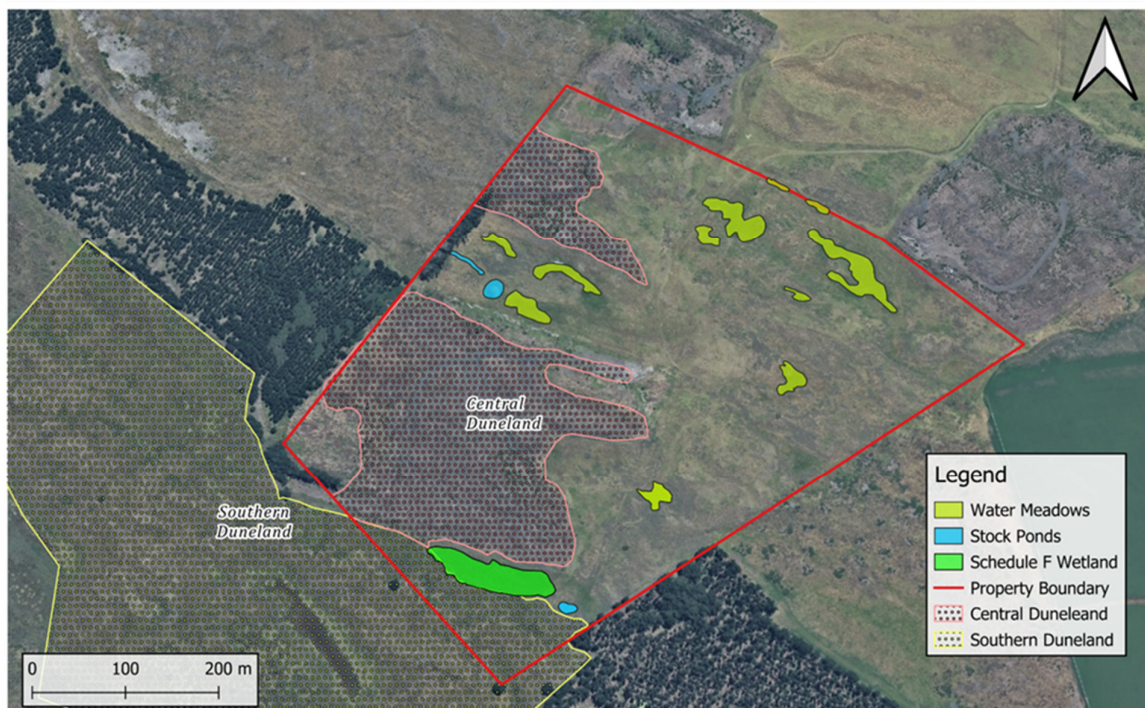 Central
Duneland
Southern
Duneland
Legend
Water Meadows
Stock Ponds
Schedule F Wetland
Property Boundary
Central Duneleand
Southern Duneland
0 100 200 m